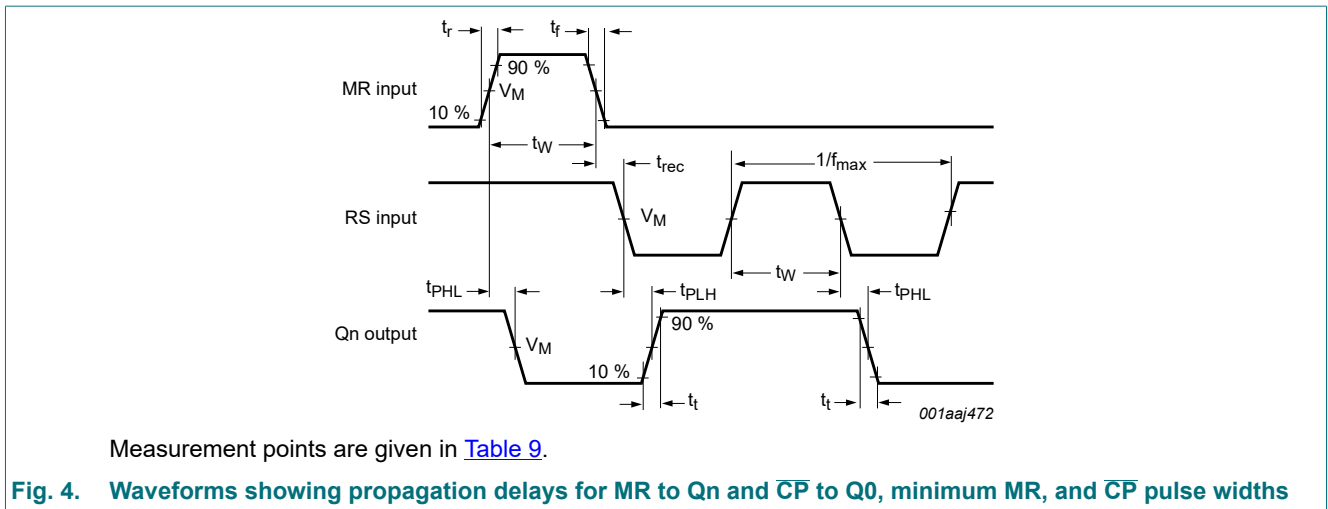 tr
tf
90 %
MR input
VM
10 %
tW
trec
1/fmax
RS input
VM
tW
tPHL
tPLH
tPHL
90 %
Qn output
VM
10 %
tt
tt
001aaj472
Measurement points are given in Table 9.
Fig. 4. Waveforms showing propagation delays for MR to Qn and C̅P̅ to Q0, minimum MR, and C̅P̅ pulse widths